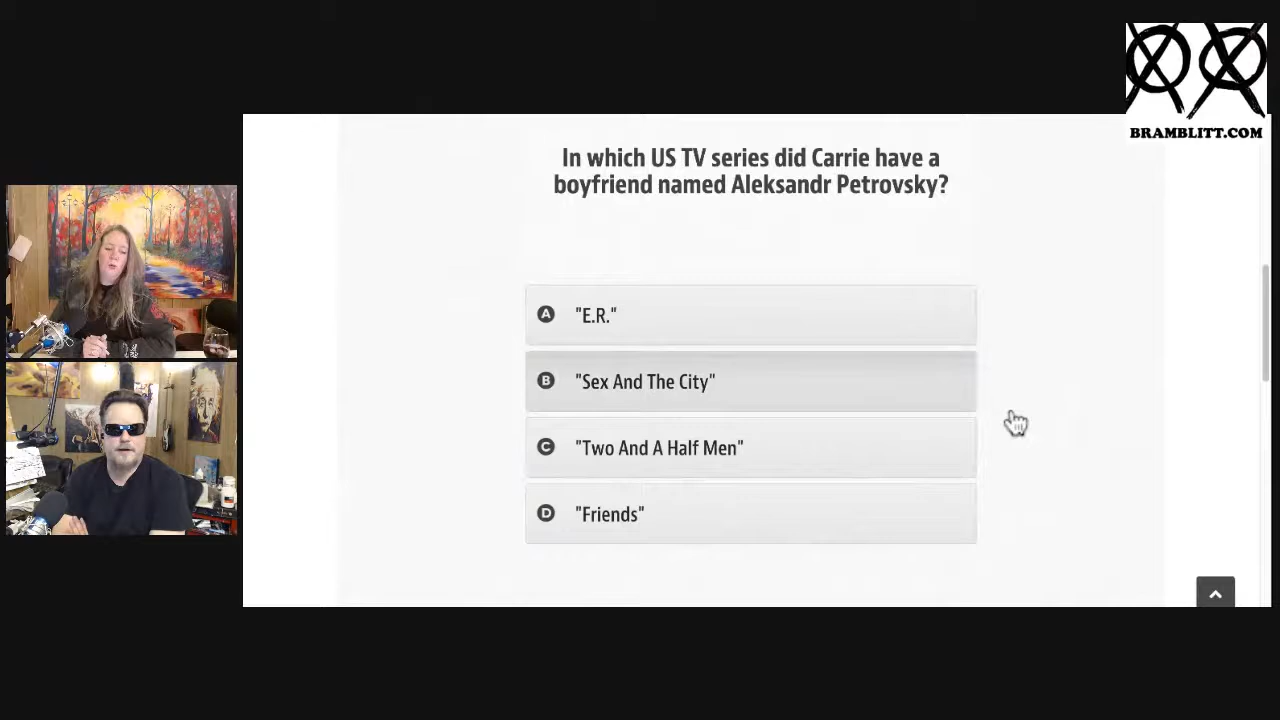 BRAMBLITT.COM
In which US TV series did Carrie have a
boyfriend named Aleksandr Petrovsky?
A "E.R."
B "Sex And The City"
C "Two And A Half Men"
D "Friends"